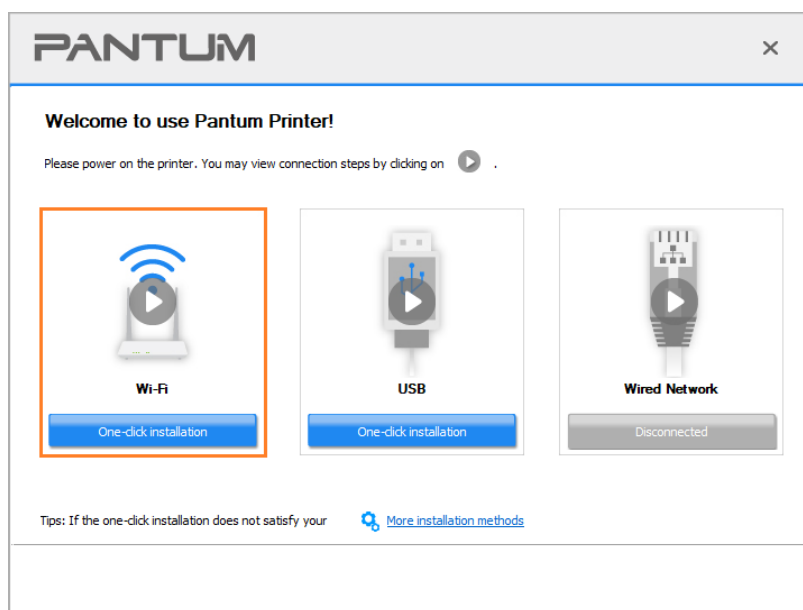 PANTUM
Welcome to use Pantum Printer!
Please power on the printer. You may view connection steps by clicking on .
Wi-Fi
One-click installation
USB
One-click installation
Wired Network
Disconnected
Tips: If the one-click installation does not satisfy your
More installation methods